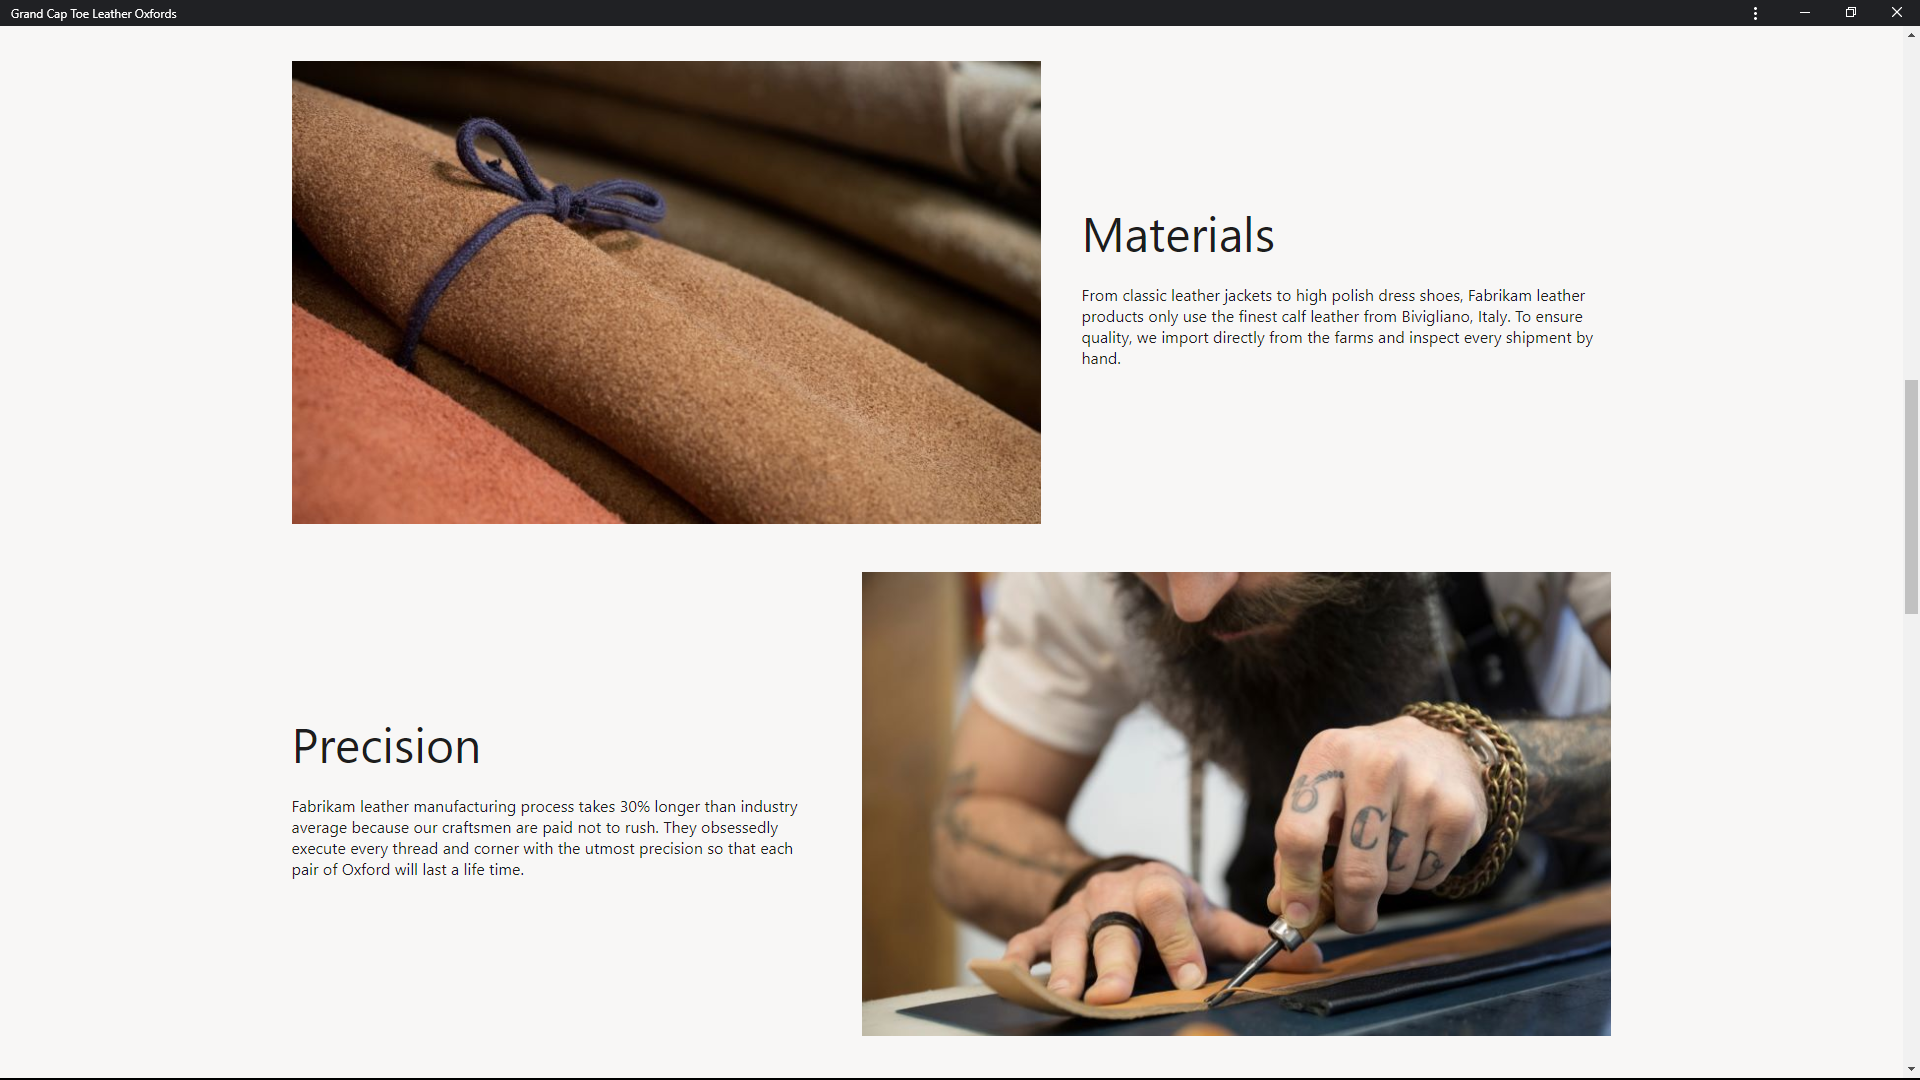 Grand Cap Toe Leather Oxfords
Materials
From classic leather jackets to high polish dress shoes, Fabrikam leather
products only use the finest calf leather from Bivigliano, Italy. To ensure
quality, we import directly from the farms and inspect every shipment by
hand.
Precision
Fabrikam leather manufacturing process takes 30% longer than industry
average because our craftsmen are paid not to rush. They obsessedly
execute every thread and corner with the utmost precision so that each
pair of Oxford will last a life time.